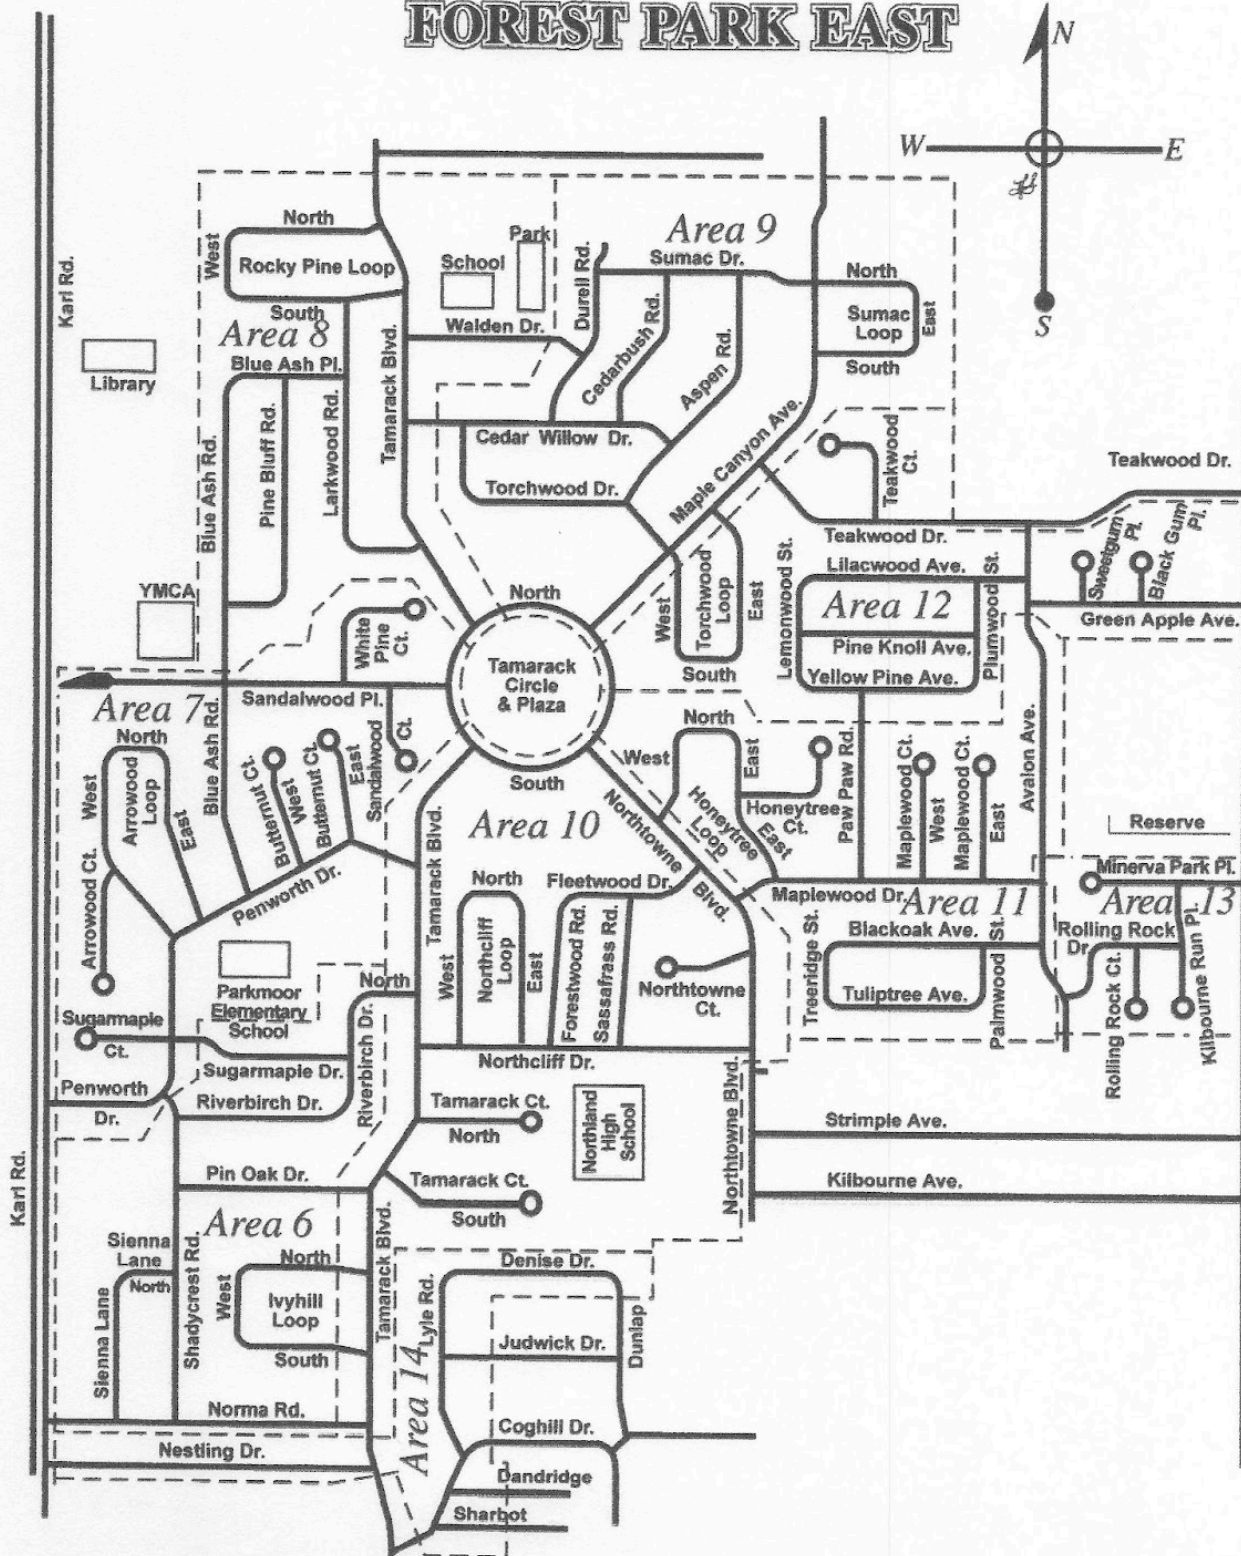 FOREST PARK EAST
N
W
E
S
Karl Rd.
Library
YMCA
North
West
Rocky Pine Loop
South
Area 8
Blue Ash Pl.
Blue Ash Rd.
Pine Bluff Rd.
Larkwood Rd.
Tamarack Blvd.
School
Park
Walden Dr.
Durell Rd.
Area 9
Sumac Dr.
Cedarbush Rd.
Aspen Rd.
North
Sumac
Loop
East
South
Cedar Willow Dr.
Torchwood Dr.
Maple Canyon Ave.
Teakwood
Ct.
Teakwood Dr.
Teakwood Dr.
Sweetgum
Pl.
Black Gum
Pl.
Green Apple Ave.
Lilacwood Ave.
Lemonwood St.
Area 12
Plumwood St.
Pine Knoll Ave.
Yellow Pine Ave.
West
Torchwood
Loop
East
South
North
Tamarack
Circle
& Plaza
South
White
Pine
Ct.
Sandalwood Pl.
Area 7
North
West
Arrowood
Loop
East
Blue Ash Rd.
Butternut Ct.
West
Butternut Ct.
East
Sandalwood
Ct.
Arrowood Ct.
Penworth Dr.
Parkmoor
Elementary
School
Sugarmaple
Ct.
Sugarmaple Dr.
Penworth
Dr.
Riverbirch Dr.
North
Riverbirch Dr.
Tamarack Blvd.
Area 10
North
West
Northcliff
Loop
East
Fleetwood Dr.
Forestwood Rd.
Sassafrass Rd.
Northtowne
Blvd.
Northtowne
Ct.
Northcliff Dr.
North
West
East
Honeytree
Loop
East
Honeytree
Ct.
Paw Paw Rd.
Maplewood Ct.
West
Maplewood Ct.
East
Avalon Ave.
Reserve
Minerva Park Pl.
Maplewood Dr.
Area 11
Area 13
Treeridge St.
Blackoak Ave.
Tuliptree Ave.
Palmwood St.
Rolling Rock
Dr.
Rolling Rock Ct.
Kilbourne Run Pl.
Tamarack Ct.
North
Tamarack Ct.
South
Northland
High
School
Northtowne Blvd.
Strimple Ave.
Kilbourne Ave.
Karl Rd.
Pin Oak Dr.
Area 6
Sienna
Lane
North
Sienna Lane
Shadycrest Rd.
North
West
Ivyhill
Loop
South
Tamarack Blvd.
Norma Rd.
Nestling Dr.
Area 14
Lyle Rd.
Denise Dr.
Judwick Dr.
Dunlap
Coghill Dr.
Dandridge
Sharbot